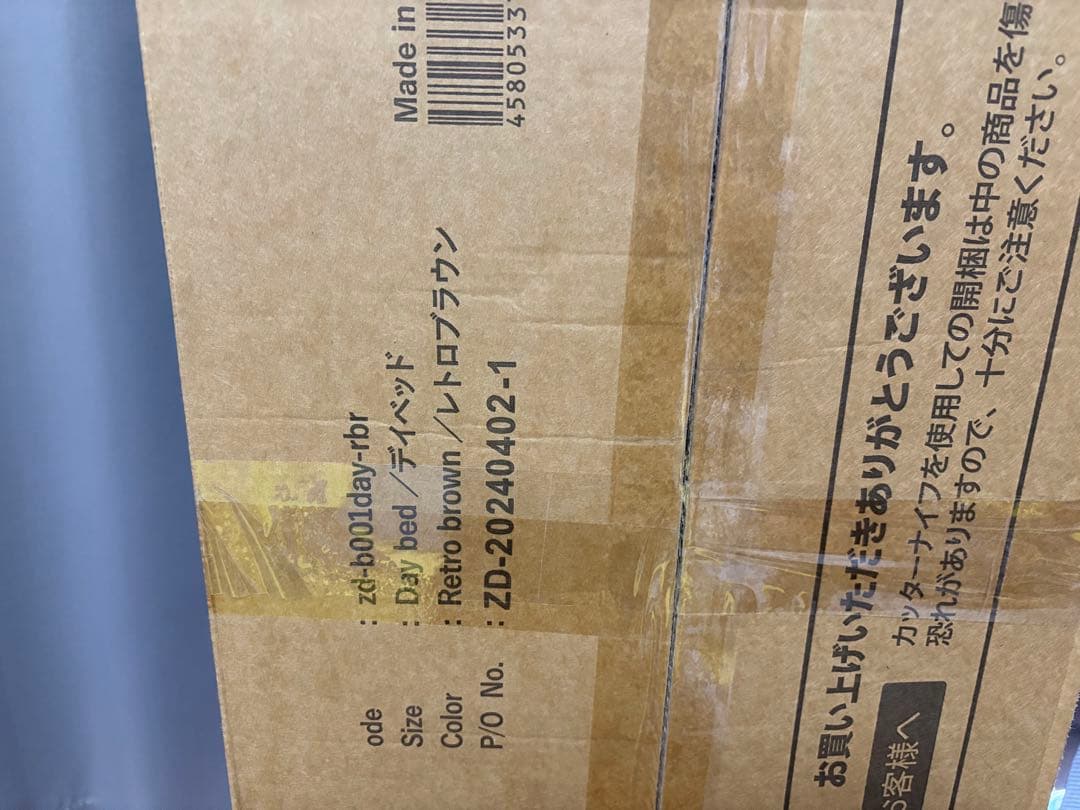 ode : zd-b001day-rbr
Size : Day bed／デイベッド
Color : Retro brown／レトロブラウン
P/O No. : ZD-20240402-1
Made in
4580533
お買い上げいただきありがとうございます。
お客様へ
カッターナイフを使用しての開梱は中の商品を傷
恐れがありますので、十分にご注意ください。